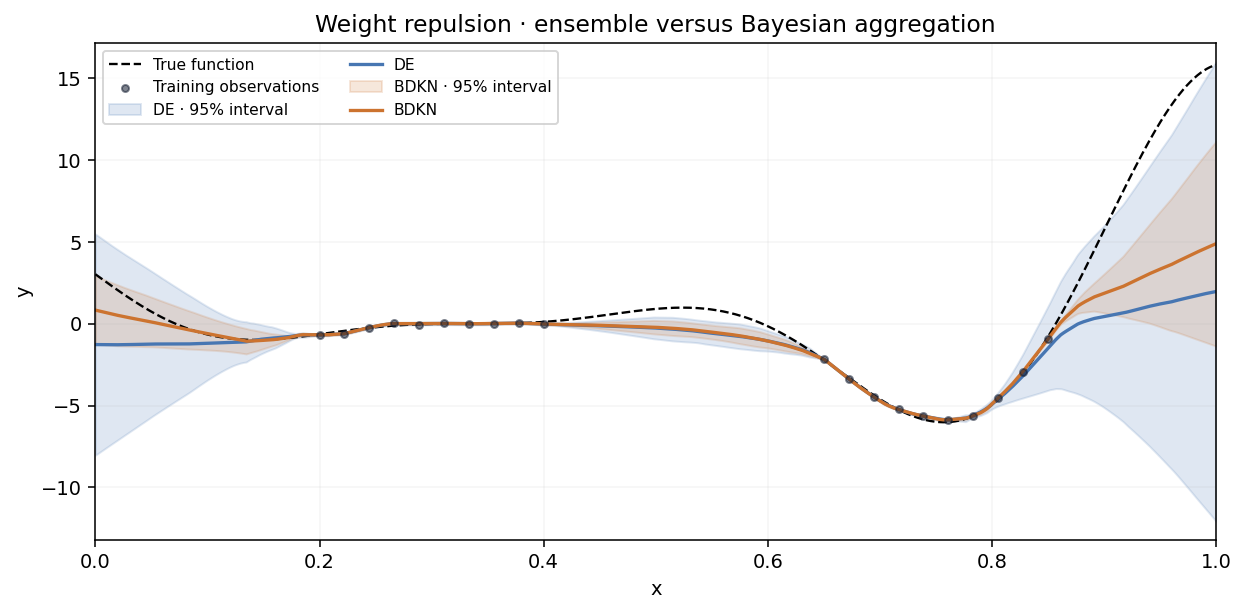 Weight repulsion · ensemble versus Bayesian aggregation
True function
Training observations
DE · 95% interval
DE
BDKN · 95% interval
BDKN
15
10
5
0
−5
−10
y
0.0
0.2
0.4
0.6
0.8
1.0
x